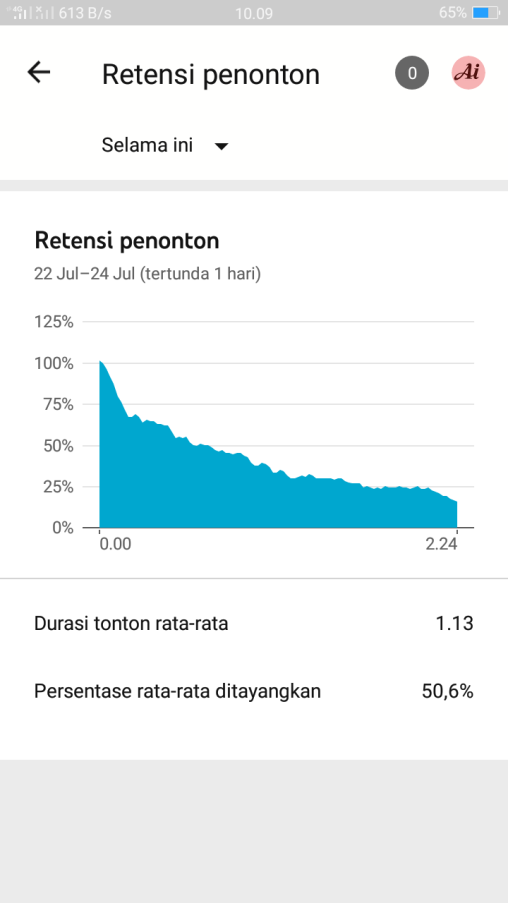 4G 613 B/s 10.09 65%
Retensi penonton 0 Ai
Selama ini
Retensi penonton
22 Jul–24 Jul (tertunda 1 hari)
125%
100%
75%
50%
25%
0%
0.00 2.24
Durasi tonton rata-rata 1.13
Persentase rata-rata ditayangkan 50,6%